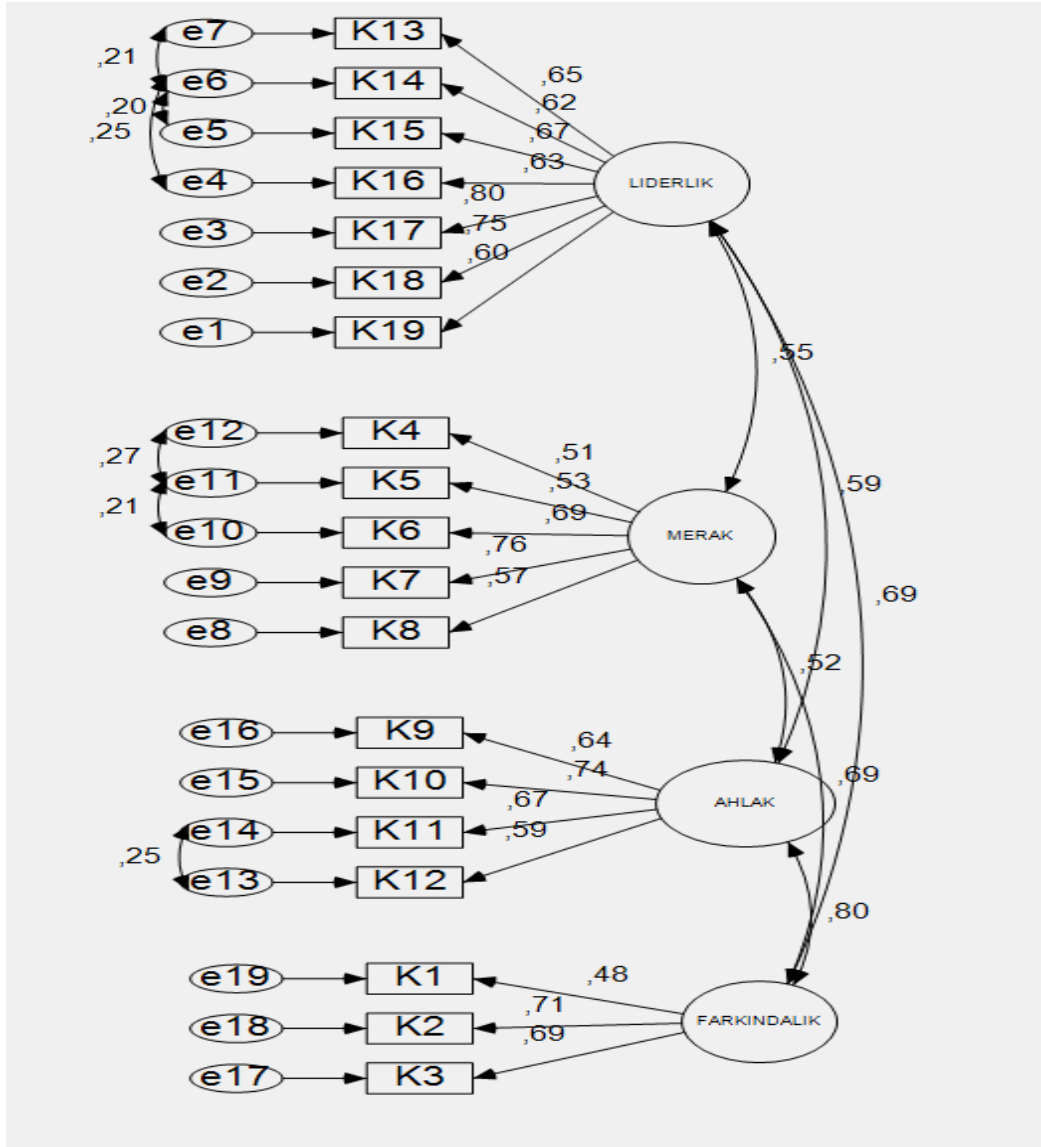 e7 K13
,21
,65
e6 K14
,62
,20
,67
,25
e5 K15
,63
LIDERLIK
e4 K16
,80
e3 K17
,75
,60
e2 K18
e1 K19
,55
e12 K4
,51
,27
,53
e11 K5
,59
,21
,69
e10 K6
MERAK
,76
e9 K7
,57
,69
e8 K8
,52
e16 K9
,64
,74
,69
e15 K10
,67
AHLAK
e14 K11
,59
,25
e13 K12
,80
e19 K1
,48
,71
e18 K2
FARKINDALIK
,69
e17 K3